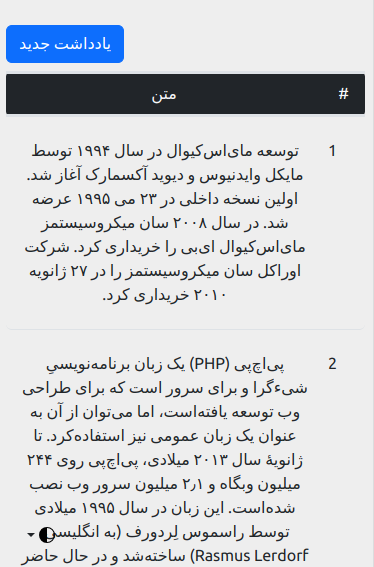 یادداشت جدید
# متن
1 توسعه مای‌اس‌کیوال در سال ۱۹۹۴ توسط
مایکل وایدنیوس و دیوید آکسمارک آغاز شد.
اولین نسخه داخلی در ۲۳ می ۱۹۹۵ عرضه
شد. در سال ۲۰۰۸ سان میکروسیستمز
مای‌اس‌کیوال ای‌بی را خریداری کرد. شرکت
اوراکل سان میکروسیستمز را در ۲۷ ژانویه
۲۰۱۰ خریداری کرد.
2 پی‌اچ‌پی (PHP) یک زبان برنامه‌نویسیِ
شیءگرا و برای سرور است که برای طراحی
وب توسعه یافته‌است، اما می‌توان از آن به
عنوان یک زبان عمومی نیز استفاده‌کرد. تا
ژانویهٔ سال ۲۰۱۳ میلادی، پی‌اچ‌پی روی ۲۴۴
میلیون وبگاه و ۲٫۱ میلیون سرور وب نصب
شده‌است. این زبان در سال ۱۹۹۵ میلادی
توسط راسموس لِردورف (به انگلیسی
Rasmus Lerdorf) ساخته‌شد و در حال حاضر